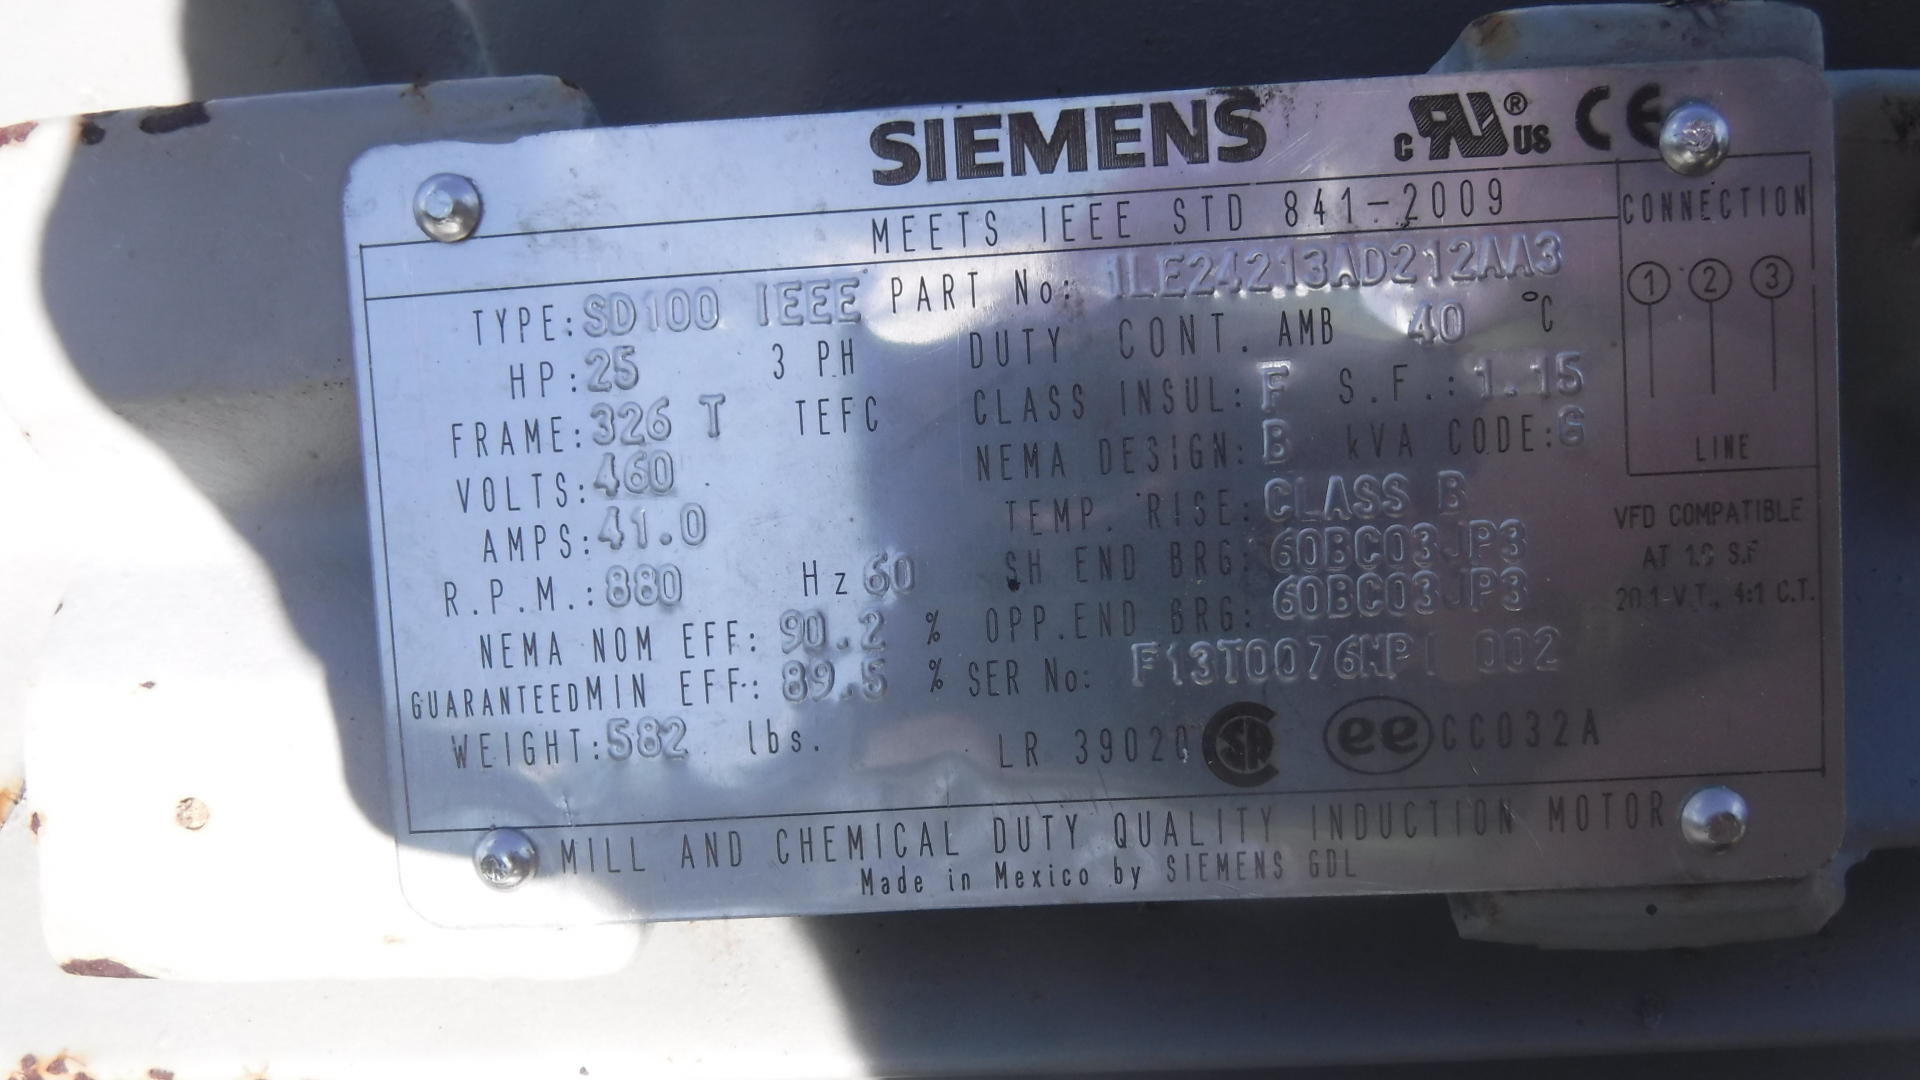 SIEMENS
c RU ® US CE
MEETS IEEE STD 841-2009
TYPE: SD100 IEEE PART No: 1LE24213AD212AA3
HP: 25 3 PH DUTY CONT. AMB 40 °C
FRAME: 326 T TEFC CLASS INSUL: F S.F.: 1.15
VOLTS: 460 NEMA DESIGN: B kVA CODE: G
AMPS: 41.0 TEMP. RISE: CLASS B
R.P.M.: 880 Hz 60 SH END BRG: 60BC03JP3
NEMA NOM EFF: 90.2 % OPP.END BRG: 60BC03JP3
GUARANTEED MIN EFF.: 89.5 % SER No: 002
WEIGHT: 582 lbs. LR 39020 SA ee CC032A
CONNECTION
1 2 3
LINE
VFD COMPATIBLE
AT 1.0 S.F
20:1-V.T., 4:1 C.T.
MILL AND CHEMICAL DUTY QUALITY INDUCTION MOTOR
Made in Mexico by SIEMENS GDL